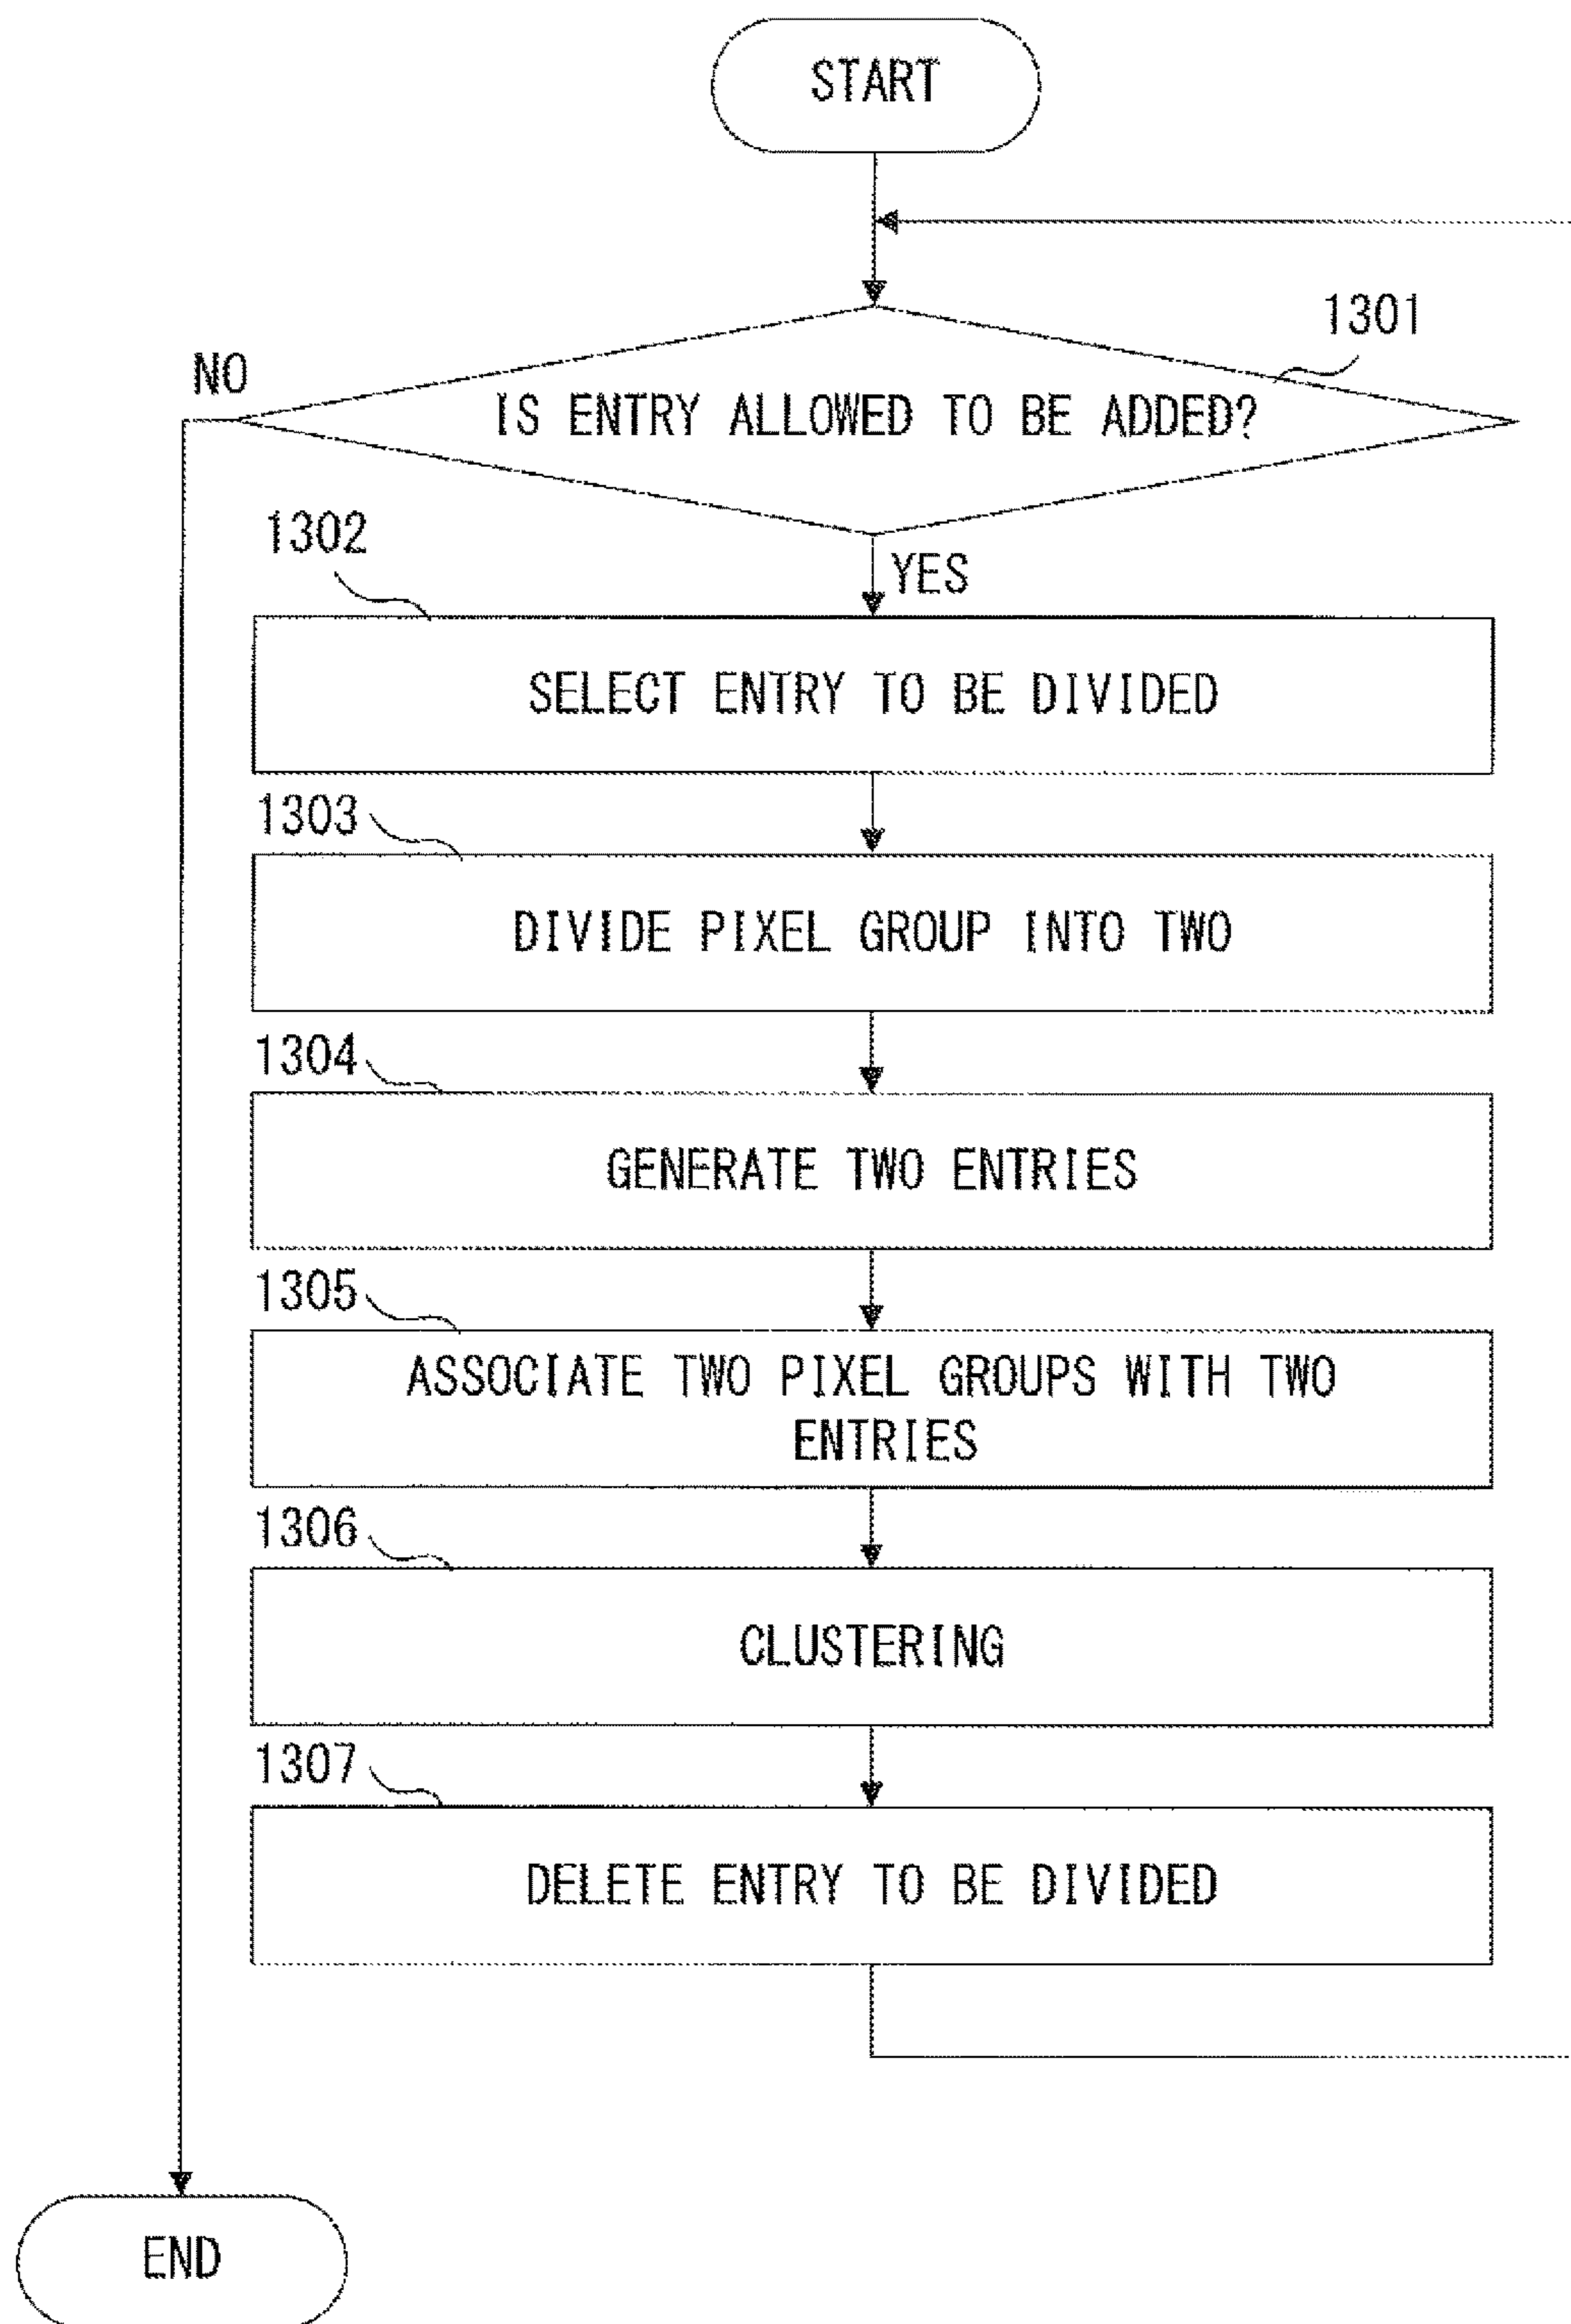 START
1301
NO
IS ENTRY ALLOWED TO BE ADDED?
1302
YES
SELECT ENTRY TO BE DIVIDED
1303
DIVIDE PIXEL GROUP INTO TWO
1304
GENERATE TWO ENTRIES
1305
ASSOCIATE TWO PIXEL GROUPS WITH TWO
ENTRIES
1306
CLUSTERING
1307
DELETE ENTRY TO BE DIVIDED
END